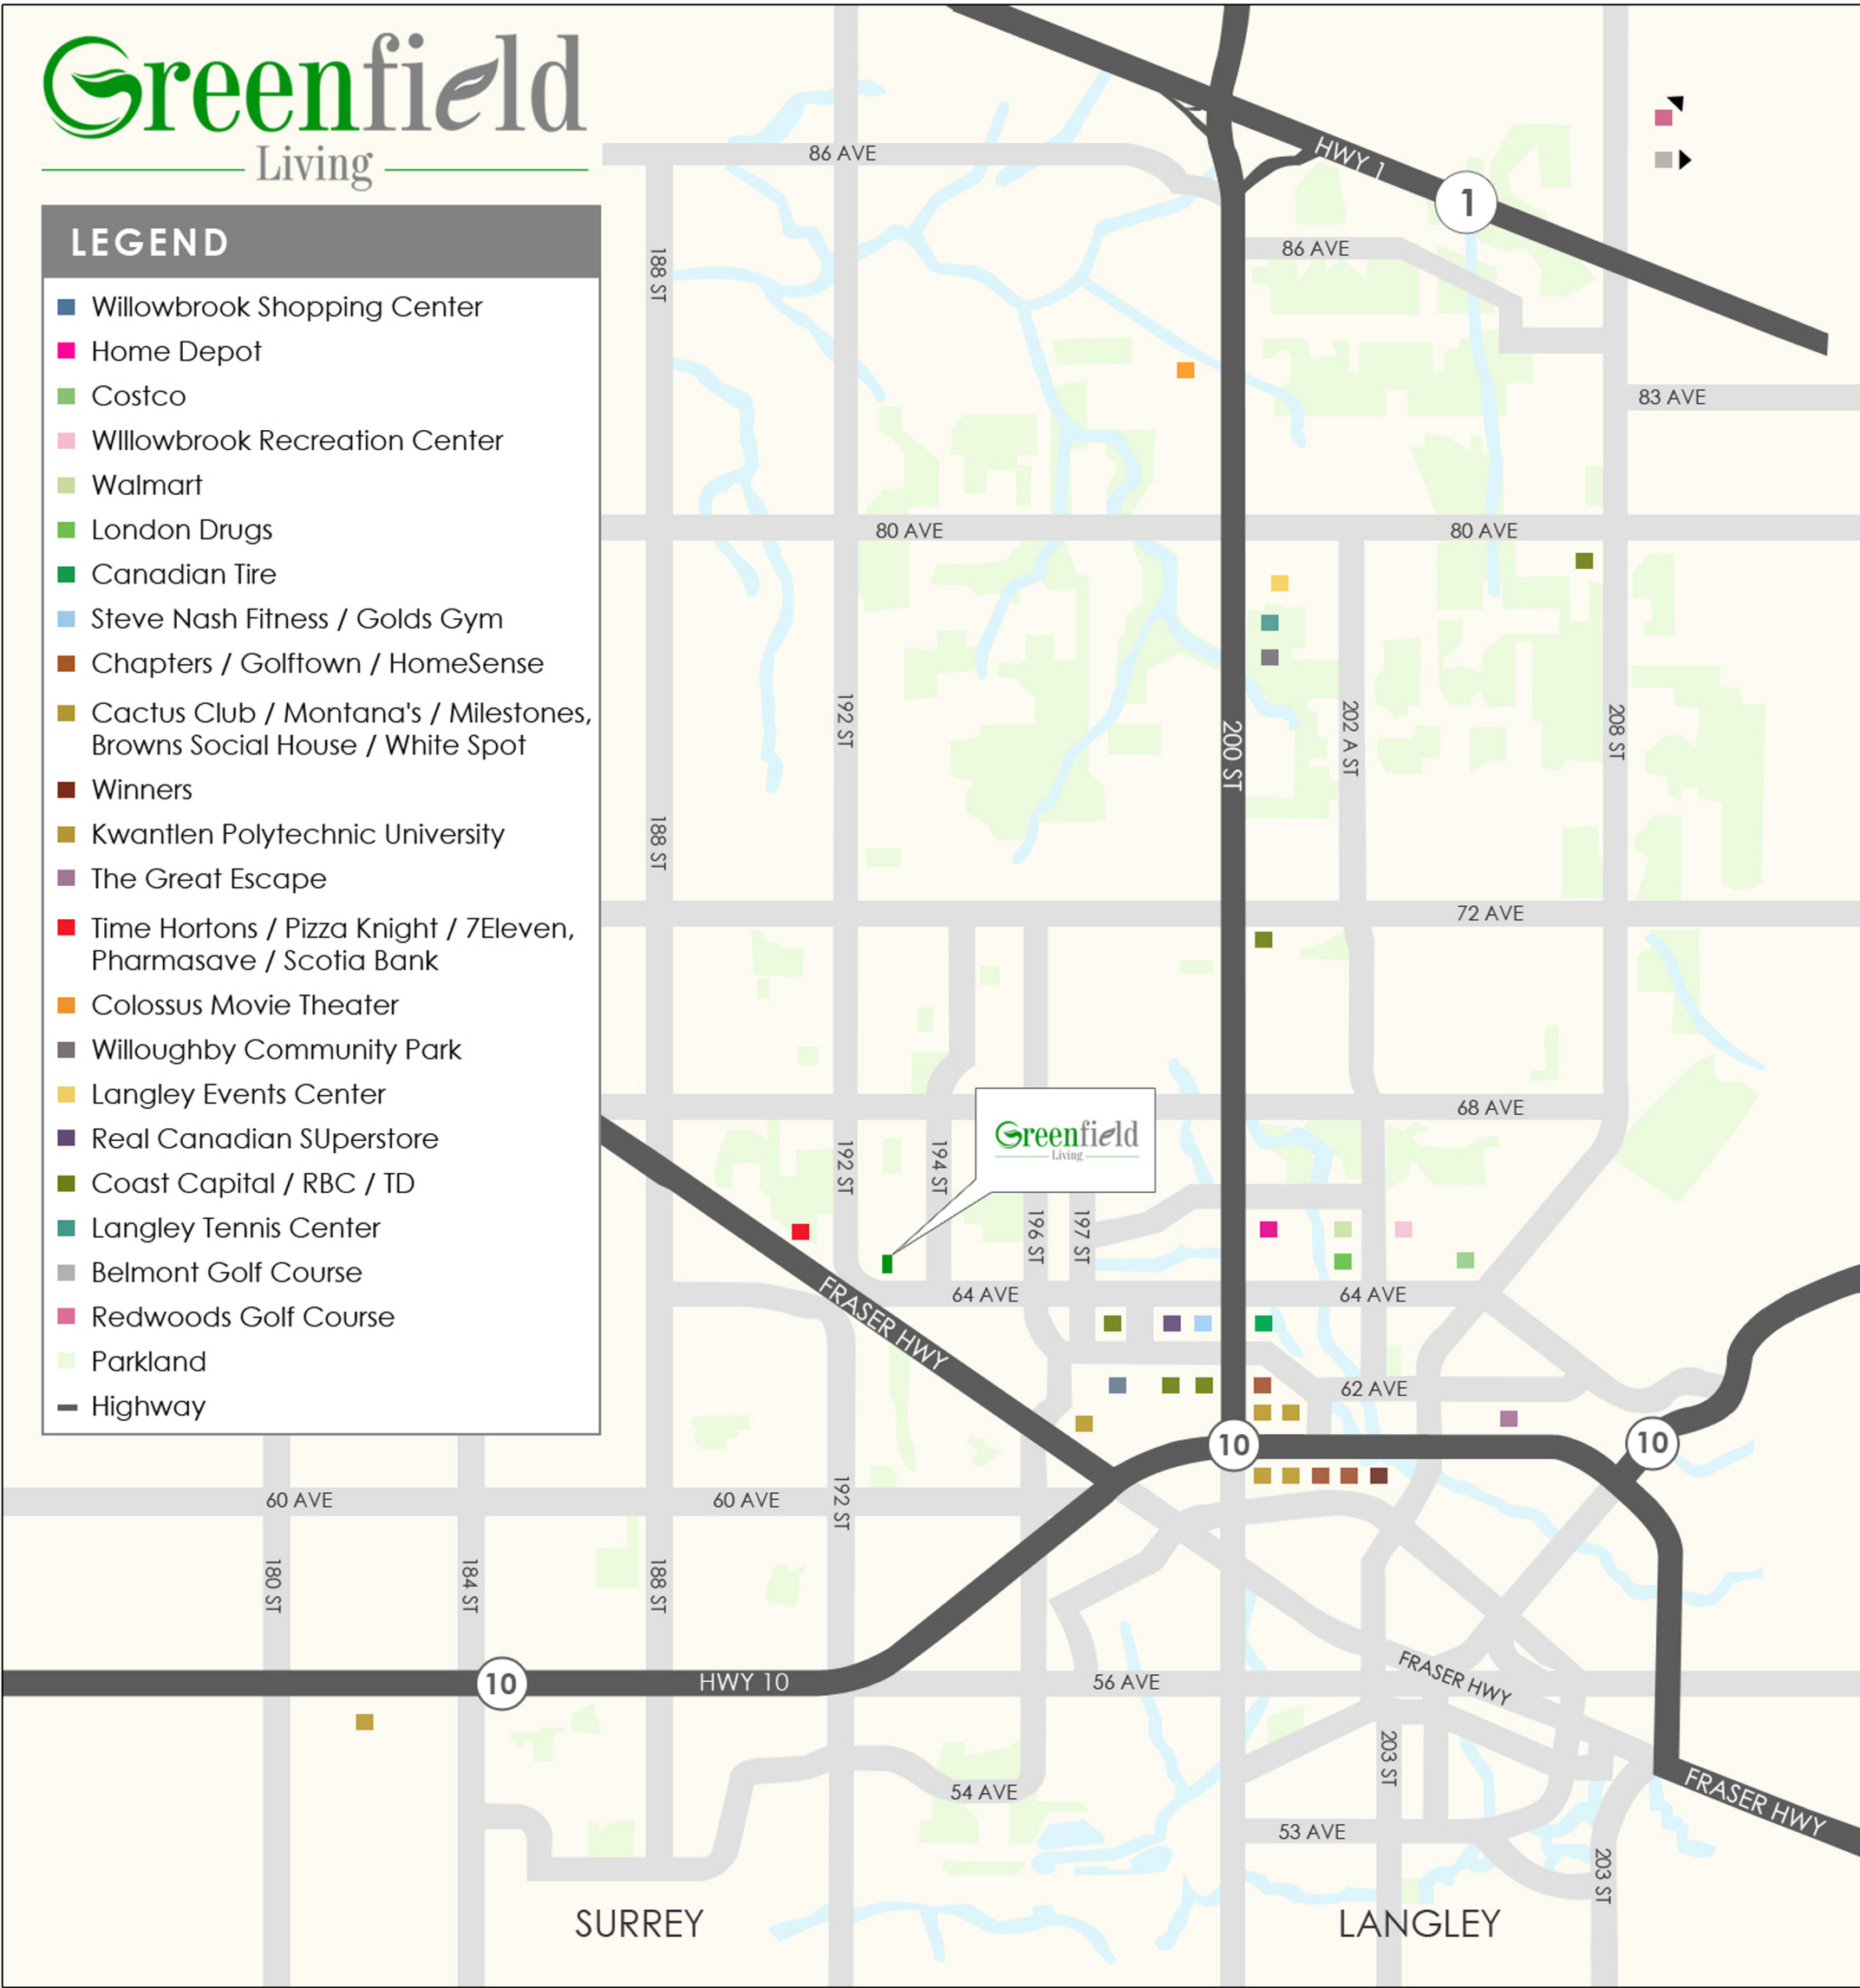 Greenfield
Living
LEGEND
Willowbrook Shopping Center
Home Depot
Costco
WIllowbrook Recreation Center
Walmart
London Drugs
Canadian Tire
Steve Nash Fitness / Golds Gym
Chapters / Golftown / HomeSense
Cactus Club / Montana's / Milestones,
Browns Social House / White Spot
Winners
Kwantlen Polytechnic University
The Great Escape
Time Hortons / Pizza Knight / 7Eleven,
Pharmasave / Scotia Bank
Colossus Movie Theater
Willoughby Community Park
Langley Events Center
Real Canadian SUperstore
Coast Capital / RBC / TD
Langley Tennis Center
Belmont Golf Course
Redwoods Golf Course
Parkland
Highway
86 AVE
HWY 1
1
86 AVE
188 ST
83 AVE
80 AVE
80 AVE
192 ST
200 ST
202 A ST
208 ST
188 ST
72 AVE
68 AVE
Greenfield
Living
192 ST
194 ST
196 ST
197 ST
64 AVE
64 AVE
FRASER HWY
62 AVE
10
10
60 AVE
60 AVE
192 ST
180 ST
184 ST
188 ST
10
HWY 10
56 AVE
FRASER HWY
203 ST
54 AVE
FRASER HWY
53 AVE
203 ST
SURREY
LANGLEY